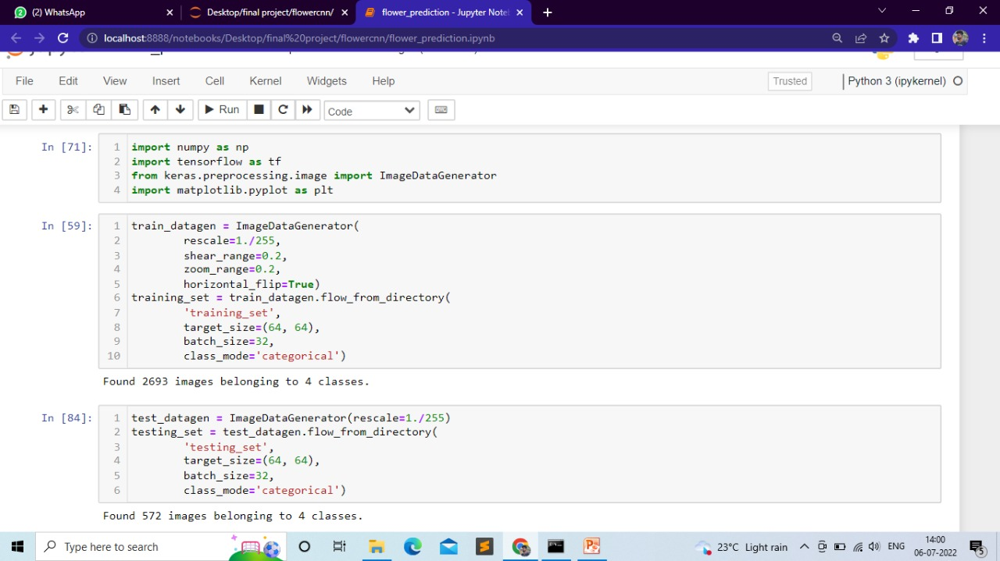 (2) WhatsApp
Desktop/final project/flowercnn/
flower_prediction - Jupyter Note
localhost:8888/notebooks/Desktop/final%20project/flowercnn/flower_prediction.ipynb
File Edit View Insert Cell Kernel Widgets Help
Trusted
Python 3 (ipykernel)
Run
Code
In [71]:
1 import numpy as np
2 import tensorflow as tf
3 from keras.preprocessing.image import ImageDataGenerator
4 import matplotlib.pyplot as plt
In [59]:
1 train_datagen = ImageDataGenerator(
2 rescale=1./255,
3 shear_range=0.2,
4 zoom_range=0.2,
5 horizontal_flip=True)
6 training_set = train_datagen.flow_from_directory(
7 'training_set',
8 target_size=(64, 64),
9 batch_size=32,
10 class_mode='categorical')
Found 2693 images belonging to 4 classes.
In [84]:
1 test_datagen = ImageDataGenerator(rescale=1./255)
2 testing_set = test_datagen.flow_from_directory(
3 'testing_set',
4 target_size=(64, 64),
5 batch_size=32,
6 class_mode='categorical')
Found 572 images belonging to 4 classes.
Type here to search
23°C Light rain
ENG
14:00
06-07-2022
5